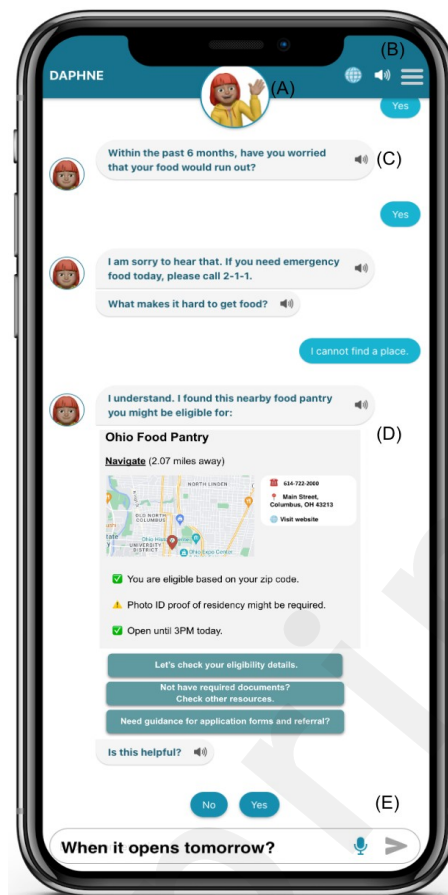 (B)
DAPHNE
(A)
Yes
Within the past 6 months, have you worried
that your food would run out?
(C)
Yes
I am sorry to hear that. If you need emergency
food today, please call 2-1-1.
What makes it hard to get food?
I cannot find a place.
I understand. I found this nearby food pantry
you might be eligible for:
(D)
Ohio Food Pantry
Navigate (2.07 miles away)
NORTH LINDEN
OLD NORTH
COLUMBUS
UNIVERSITY
DISTRICT
Ohio Expo Center
614-722-2000
Main Street,
Columbus, OH 43213
Visit website
You are eligible based on your zip code.
Photo ID proof of residency might be required.
Open until 3PM today.
Let's check your eligibility details.
Not have required documents?
Check other resources.
Need guidance for application forms and referral?
Is this helpful?
No Yes
(E)
When it opens tomorrow?